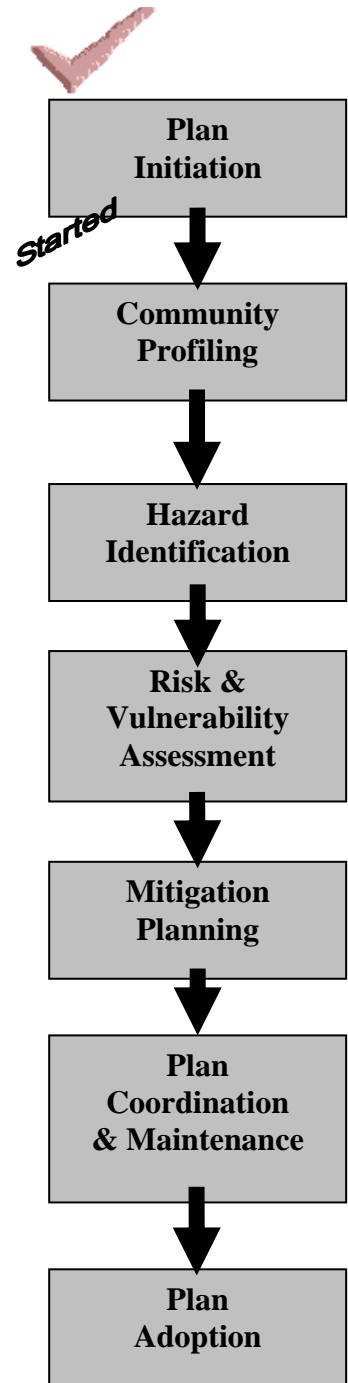 Plan
Initiation
Started
Community
Profiling
Hazard
Identification
Risk &
Vulnerability
Assessment
Mitigation
Planning
Plan
Coordination
& Maintenance
Plan
Adoption